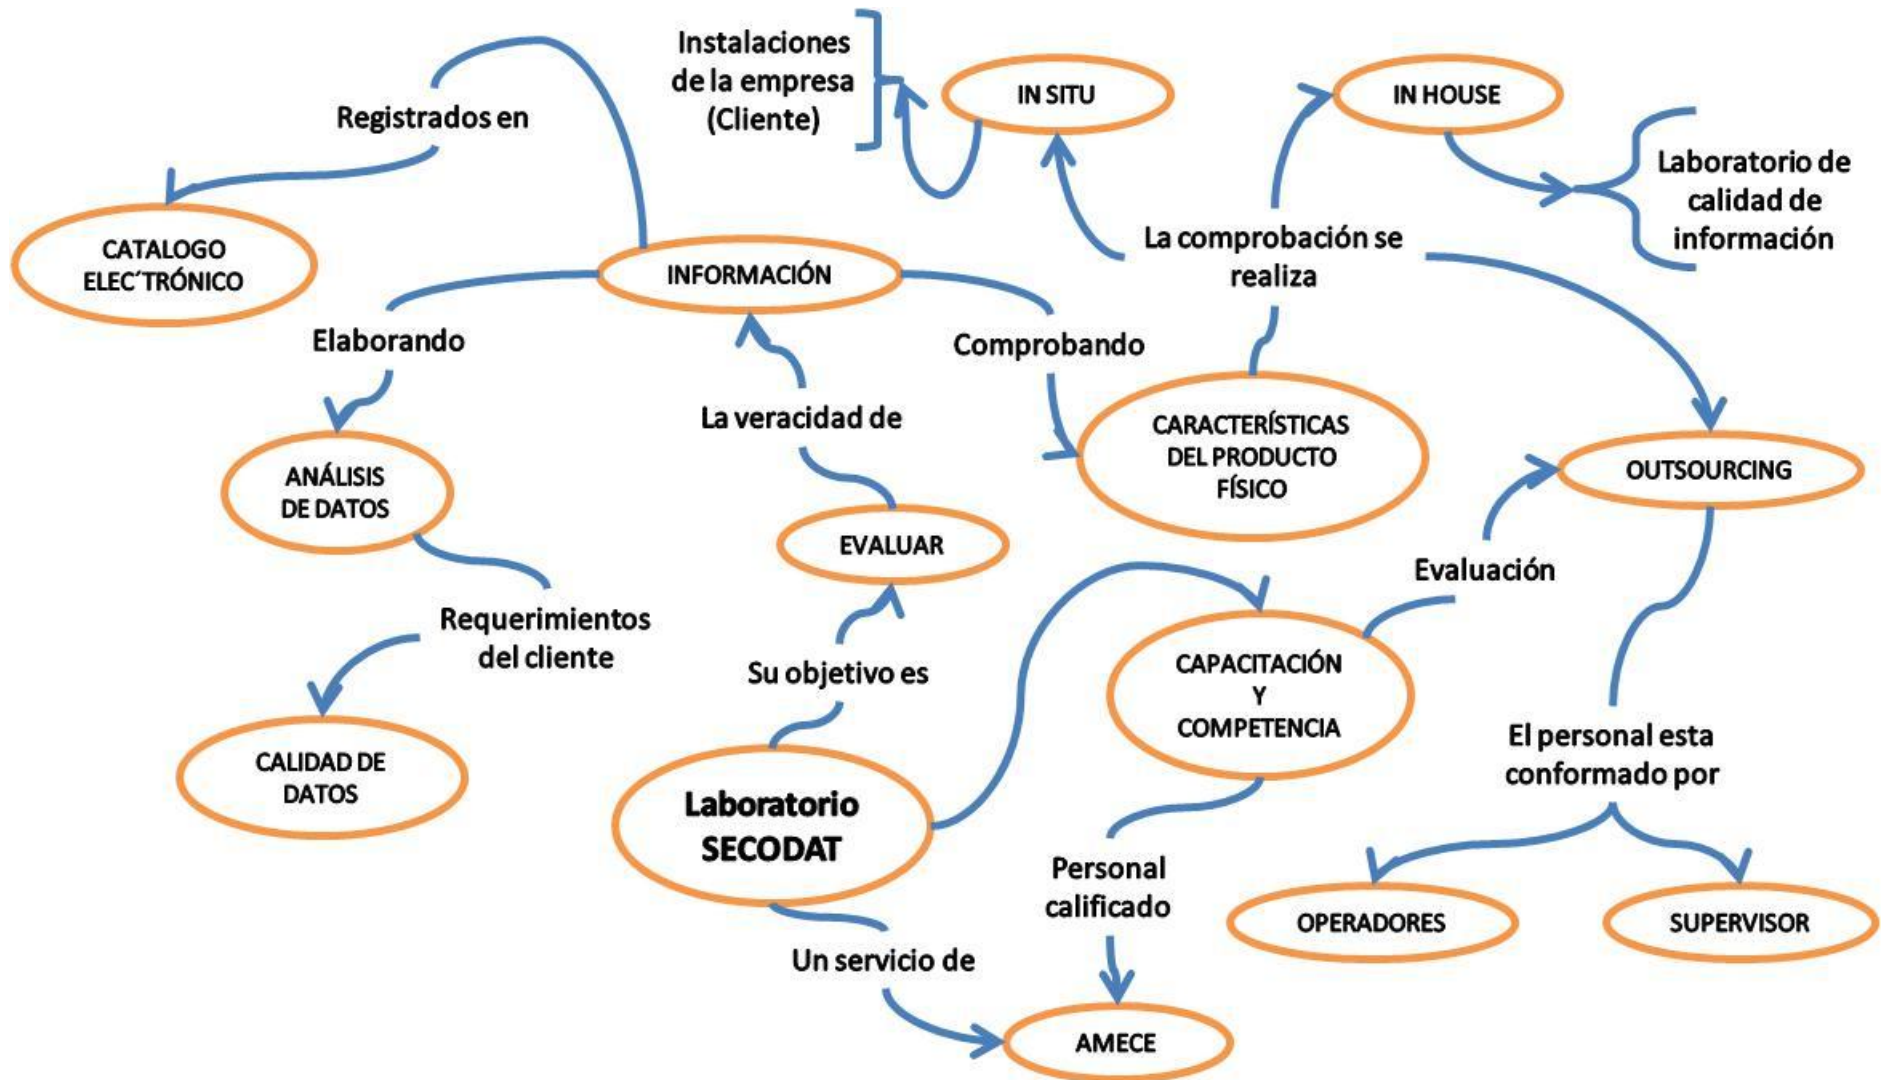 Instalaciones
de la empresa
(Cliente)
IN SITU
IN HOUSE
Registrados en
Laboratorio de
calidad de
información
CATALOGO
ELEC´TRÓNICO
INFORMACIÓN
La comprobación se
realiza
Elaborando
Comprobando
La veracidad de
CARACTERÍSTICAS
DEL PRODUCTO
FÍSICO
OUTSOURCING
ANÁLISIS
DE DATOS
EVALUAR
Evaluación
Requerimientos
del cliente
Su objetivo es
CAPACITACIÓN
Y
COMPETENCIA
El personal esta
conformado por
CALIDAD DE
DATOS
Laboratorio
SECODAT
Personal
calificado
OPERADORES
SUPERVISOR
Un servicio de
AMECE